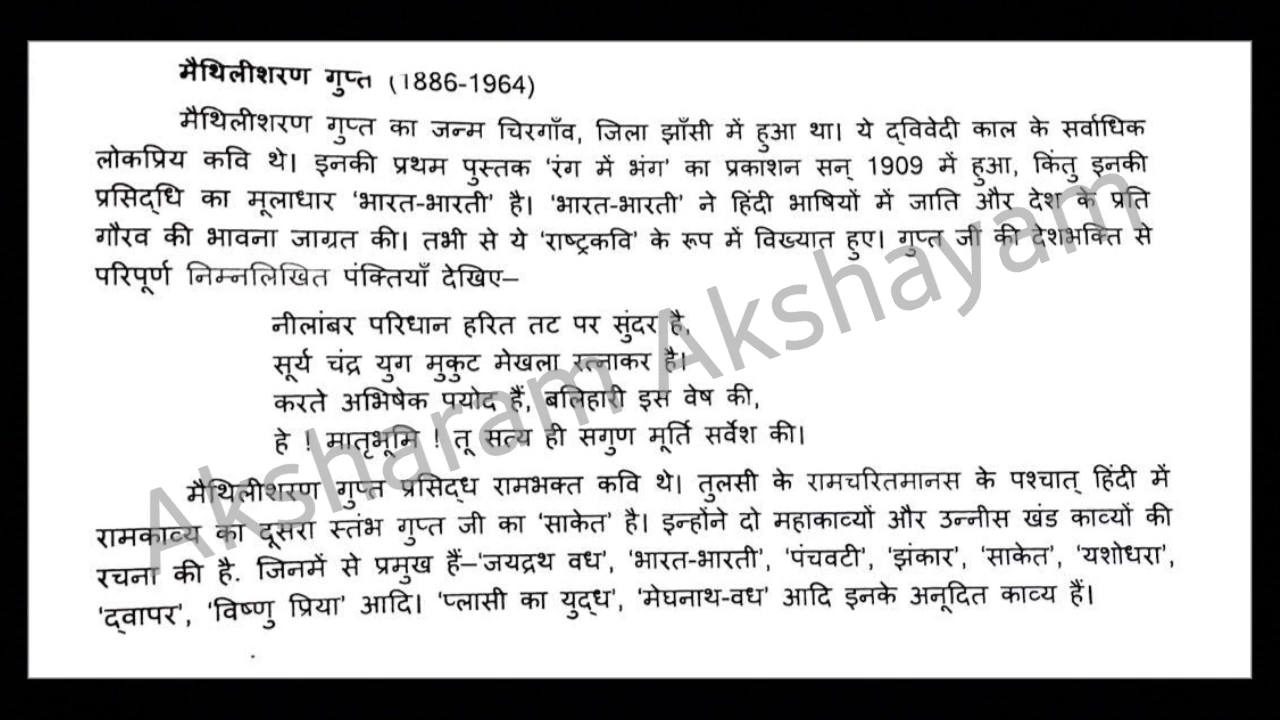 मैथिलीशरण गुप्त (1886-1964)
मैथिलीशरण गुप्त का जन्म चिरगाँव, जिला झाँसी में हुआ था। ये द्विवेदी काल के सर्वाधिक
लोकप्रिय कवि थे। इनकी प्रथम पुस्तक 'रंग में भंग' का प्रकाशन सन् 1909 में हुआ, किंतु इनकी
प्रसिद्धि का मूलाधार 'भारत-भारती' है। 'भारत-भारती' ने हिंदी भाषियों में जाति और देश के प्रति
गौरव की भावना जाग्रत की। तभी से ये 'राष्ट्रकवि' के रूप में विख्यात हुए। गुप्त जी की देशभक्ति से
परिपूर्ण निम्नलिखित पंक्तियाँ देखिए–
नीलांबर परिधान हरित तट पर सुंदर है,
सूर्य चंद्र युग मुकुट मेखला रत्नाकर है।
करते अभिषेक पयोद हैं, बलिहारी इस वेष की,
हे ! मातृभूमि ! तू सत्य ही सगुण मूर्ति सर्वेश की।
मैथिलीशरण गुप्त प्रसिद्ध रामभक्त कवि थे। तुलसी के रामचरितमानस के पश्चात् हिंदी में
रामकाव्य का दूसरा स्तंभ गुप्त जी का 'साकेत' है। इन्होंने दो महाकाव्यों और उन्नीस खंड काव्यों की
रचना की है. जिनमें से प्रमुख हैं–'जयद्रथ वध', 'भारत-भारती', 'पंचवटी', 'झंकार', 'साकेत', 'यशोधरा',
'द्वापर', 'विष्णु प्रिया' आदि। 'प्लासी का युद्ध', 'मेघनाथ-वध' आदि इनके अनूदित काव्य हैं।
Aksharam Akshayam